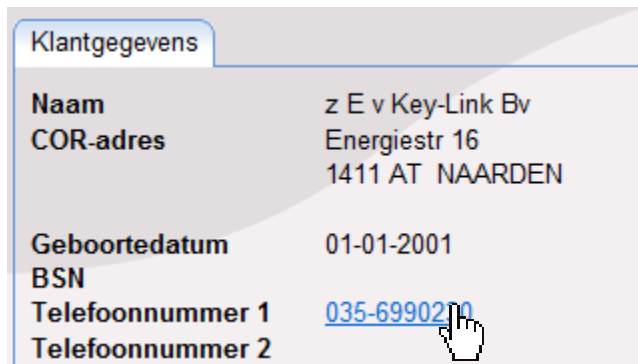 Klantgegevens
Naam z E v Key-Link Bv
COR-adres Energiestr 16
1411 AT NAARDEN
Geboortedatum 01-01-2001
BSN
Telefoonnummer 1
Telefoonnummer 2